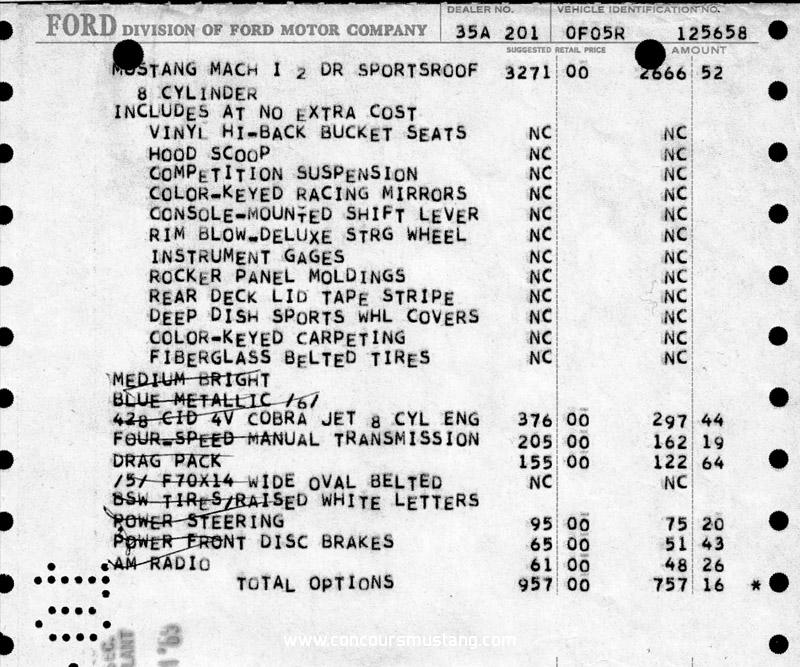 FORD DIVISION OF FORD MOTOR COMPANY
DEALER NO. VEHICLE IDENTIFICATION NO.
35A 201 0F05R 125658
SUGGESTED RETAIL PRICE AMOUNT
MUSTANG MACH I 2 DR SPORTSROOF 3271 00 2666 52
8 CYLINDER
INCLUDES AT NO EXTRA COST
VINYL HI-BACK BUCKET SEATS NC NC
HOOD SCOOP NC NC
COMPETITION SUSPENSION NC NC
COLOR-KEYED RACING MIRRORS NC NC
CONSOLE-MOUNTED SHIFT LEVER NC NC
RIM BLOW-DELUXE STRG WHEEL NC NC
INSTRUMENT GAGES NC NC
ROCKER PANEL MOLDINGS NC NC
REAR DECK LID TAPE STRIPE NC NC
DEEP DISH SPORTS WHL COVERS NC NC
COLOR-KEYED CARPETING NC NC
FIBERGLASS BELTED TIRES NC NC
MEDIUM BRIGHT
BLUE METALLIC /6/
428 CID 4V COBRA JET 8 CYL ENG 376 00 297 44
FOUR-SPEED MANUAL TRANSMISSION 205 00 162 19
DRAG PACK 155 00 122 64
/5/ F70X14 WIDE OVAL BELTED NC NC
BSW TIRES/RAISED WHITE LETTERS
POWER STEERING 95 00 75 20
POWER FRONT DISC BRAKES 65 00 51 43
AM RADIO 61 00 48 26
TOTAL OPTIONS 957 00 757 16 *
www.concoursmustang.com